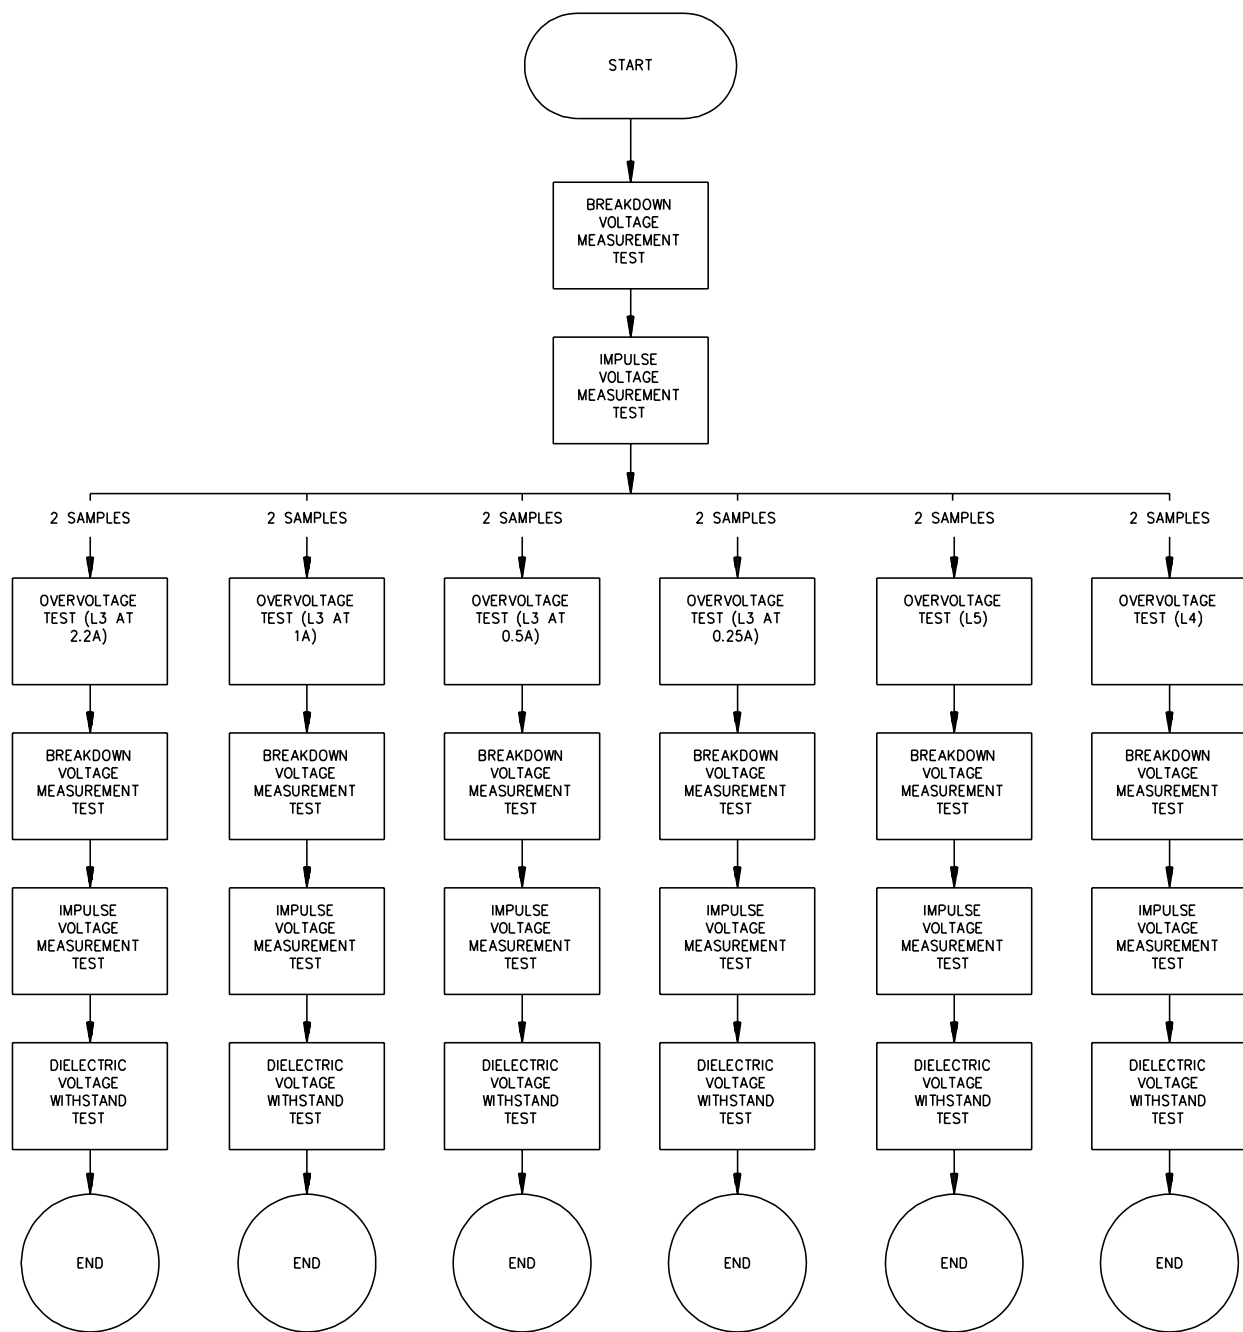 START
BREAKDOWN
VOLTAGE
MEASUREMENT
TEST
IMPULSE
VOLTAGE
MEASUREMENT
TEST
2 SAMPLES
2 SAMPLES
2 SAMPLES
2 SAMPLES
2 SAMPLES
2 SAMPLES
OVERVOLTAGE
TEST (L3 AT
2.2A)
OVERVOLTAGE
TEST (L3 AT
1A)
OVERVOLTAGE
TEST (L3 AT
0.5A)
OVERVOLTAGE
TEST (L3 AT
0.25A)
OVERVOLTAGE
TEST (L5)
OVERVOLTAGE
TEST (L4)
BREAKDOWN
VOLTAGE
MEASUREMENT
TEST
BREAKDOWN
VOLTAGE
MEASUREMENT
TEST
BREAKDOWN
VOLTAGE
MEASUREMENT
TEST
BREAKDOWN
VOLTAGE
MEASUREMENT
TEST
BREAKDOWN
VOLTAGE
MEASUREMENT
TEST
BREAKDOWN
VOLTAGE
MEASUREMENT
TEST
IMPULSE
VOLTAGE
MEASUREMENT
TEST
IMPULSE
VOLTAGE
MEASUREMENT
TEST
IMPULSE
VOLTAGE
MEASUREMENT
TEST
IMPULSE
VOLTAGE
MEASUREMENT
TEST
IMPULSE
VOLTAGE
MEASUREMENT
TEST
IMPULSE
VOLTAGE
MEASUREMENT
TEST
DIELECTRIC
VOLTAGE
WITHSTAND
TEST
DIELECTRIC
VOLTAGE
WITHSTAND
TEST
DIELECTRIC
VOLTAGE
WITHSTAND
TEST
DIELECTRIC
VOLTAGE
WITHSTAND
TEST
DIELECTRIC
VOLTAGE
WITHSTAND
TEST
DIELECTRIC
VOLTAGE
WITHSTAND
TEST
END
END
END
END
END
END